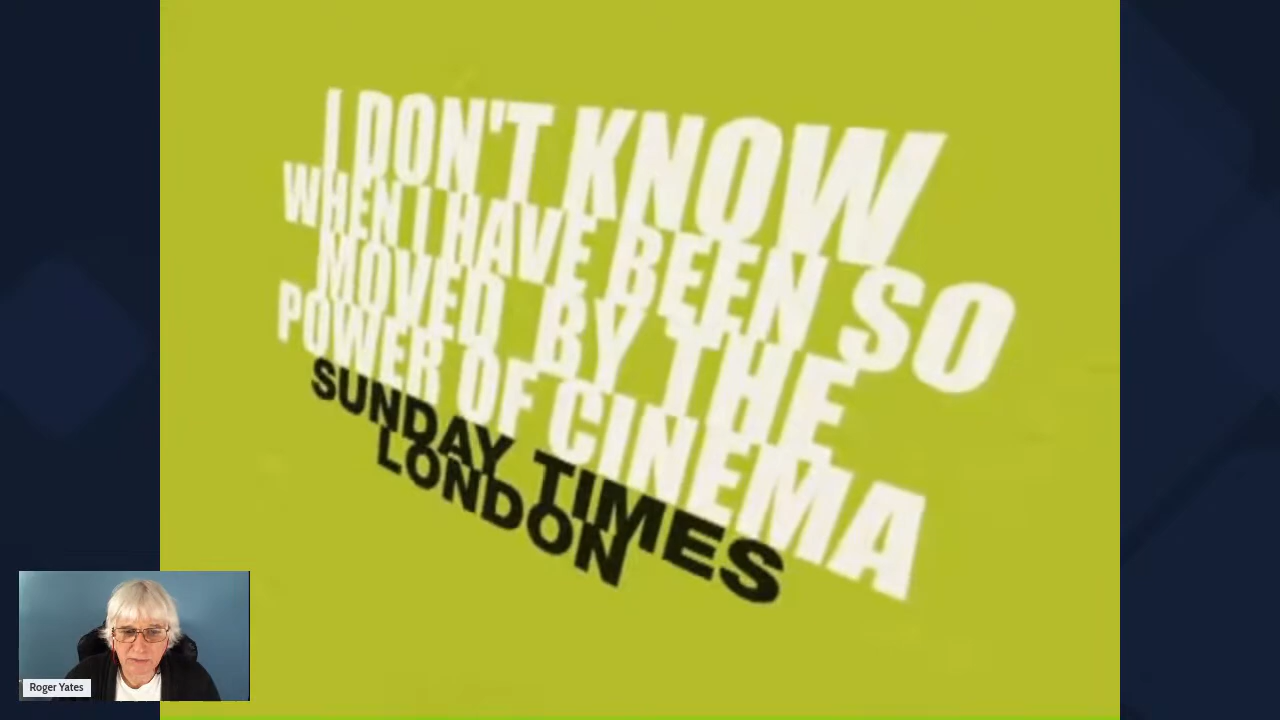 I DON'T KNOW
WHEN I HAVE BEEN SO
MOVED BY THE
POWER OF CINEMA
SUNDAY TIMES
LONDON
Roger Yates